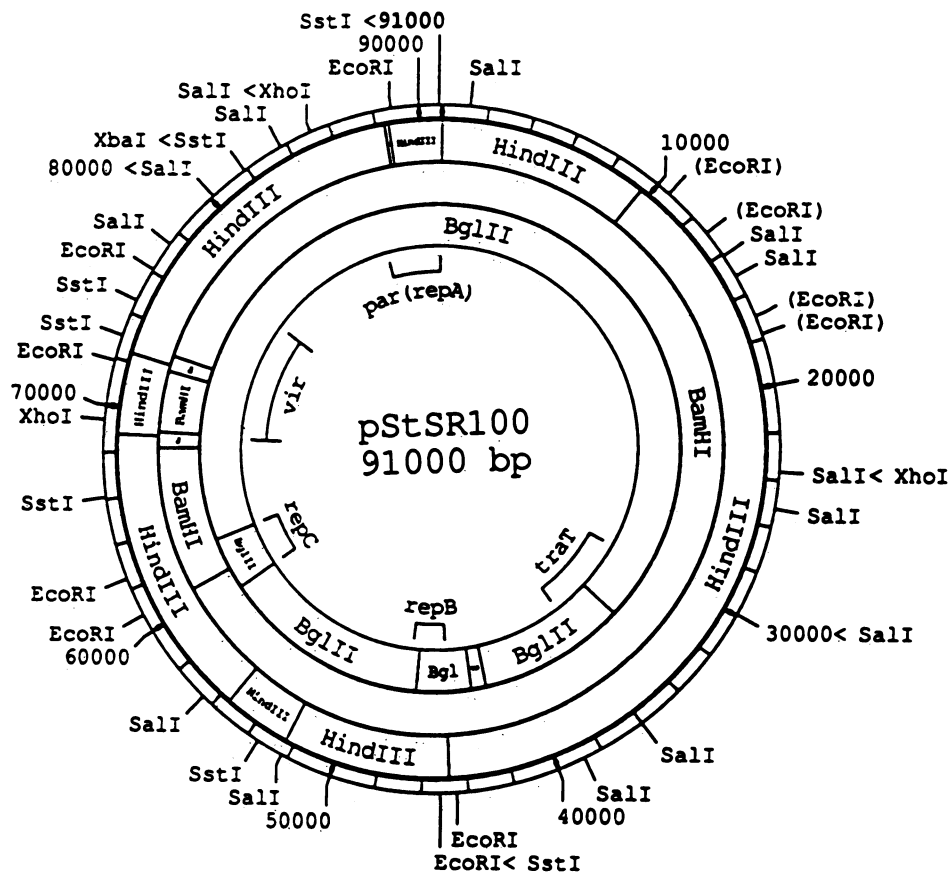 SstI <91000
90000
EcoRI
SalI
SalI <XhoI
SalI
XbaI <SstI
80000 <SalI
SalI
EcoRI
SstI
SstI
EcoRI
70000
XhoI
SstI
EcoRI
EcoRI
60000
SalI
SstI
SalI
50000
EcoRI< SstI
EcoRI
40000
SalI
SalI
30000< SalI
SalI
SalI< XhoI
20000
(EcoRI)
(EcoRI)
SalI
SalI
(EcoRI)
(EcoRI)
10000
HindIII
HindIII
HindIII
HindIII
HindIII
HindIII
HindIII
HindIII
BamHI
BamHI
BamHI
BglII
BglII
Bgl
BglII
BglII
par(repA)
vir
repC
repB
traT
pStSR100
91000 bp